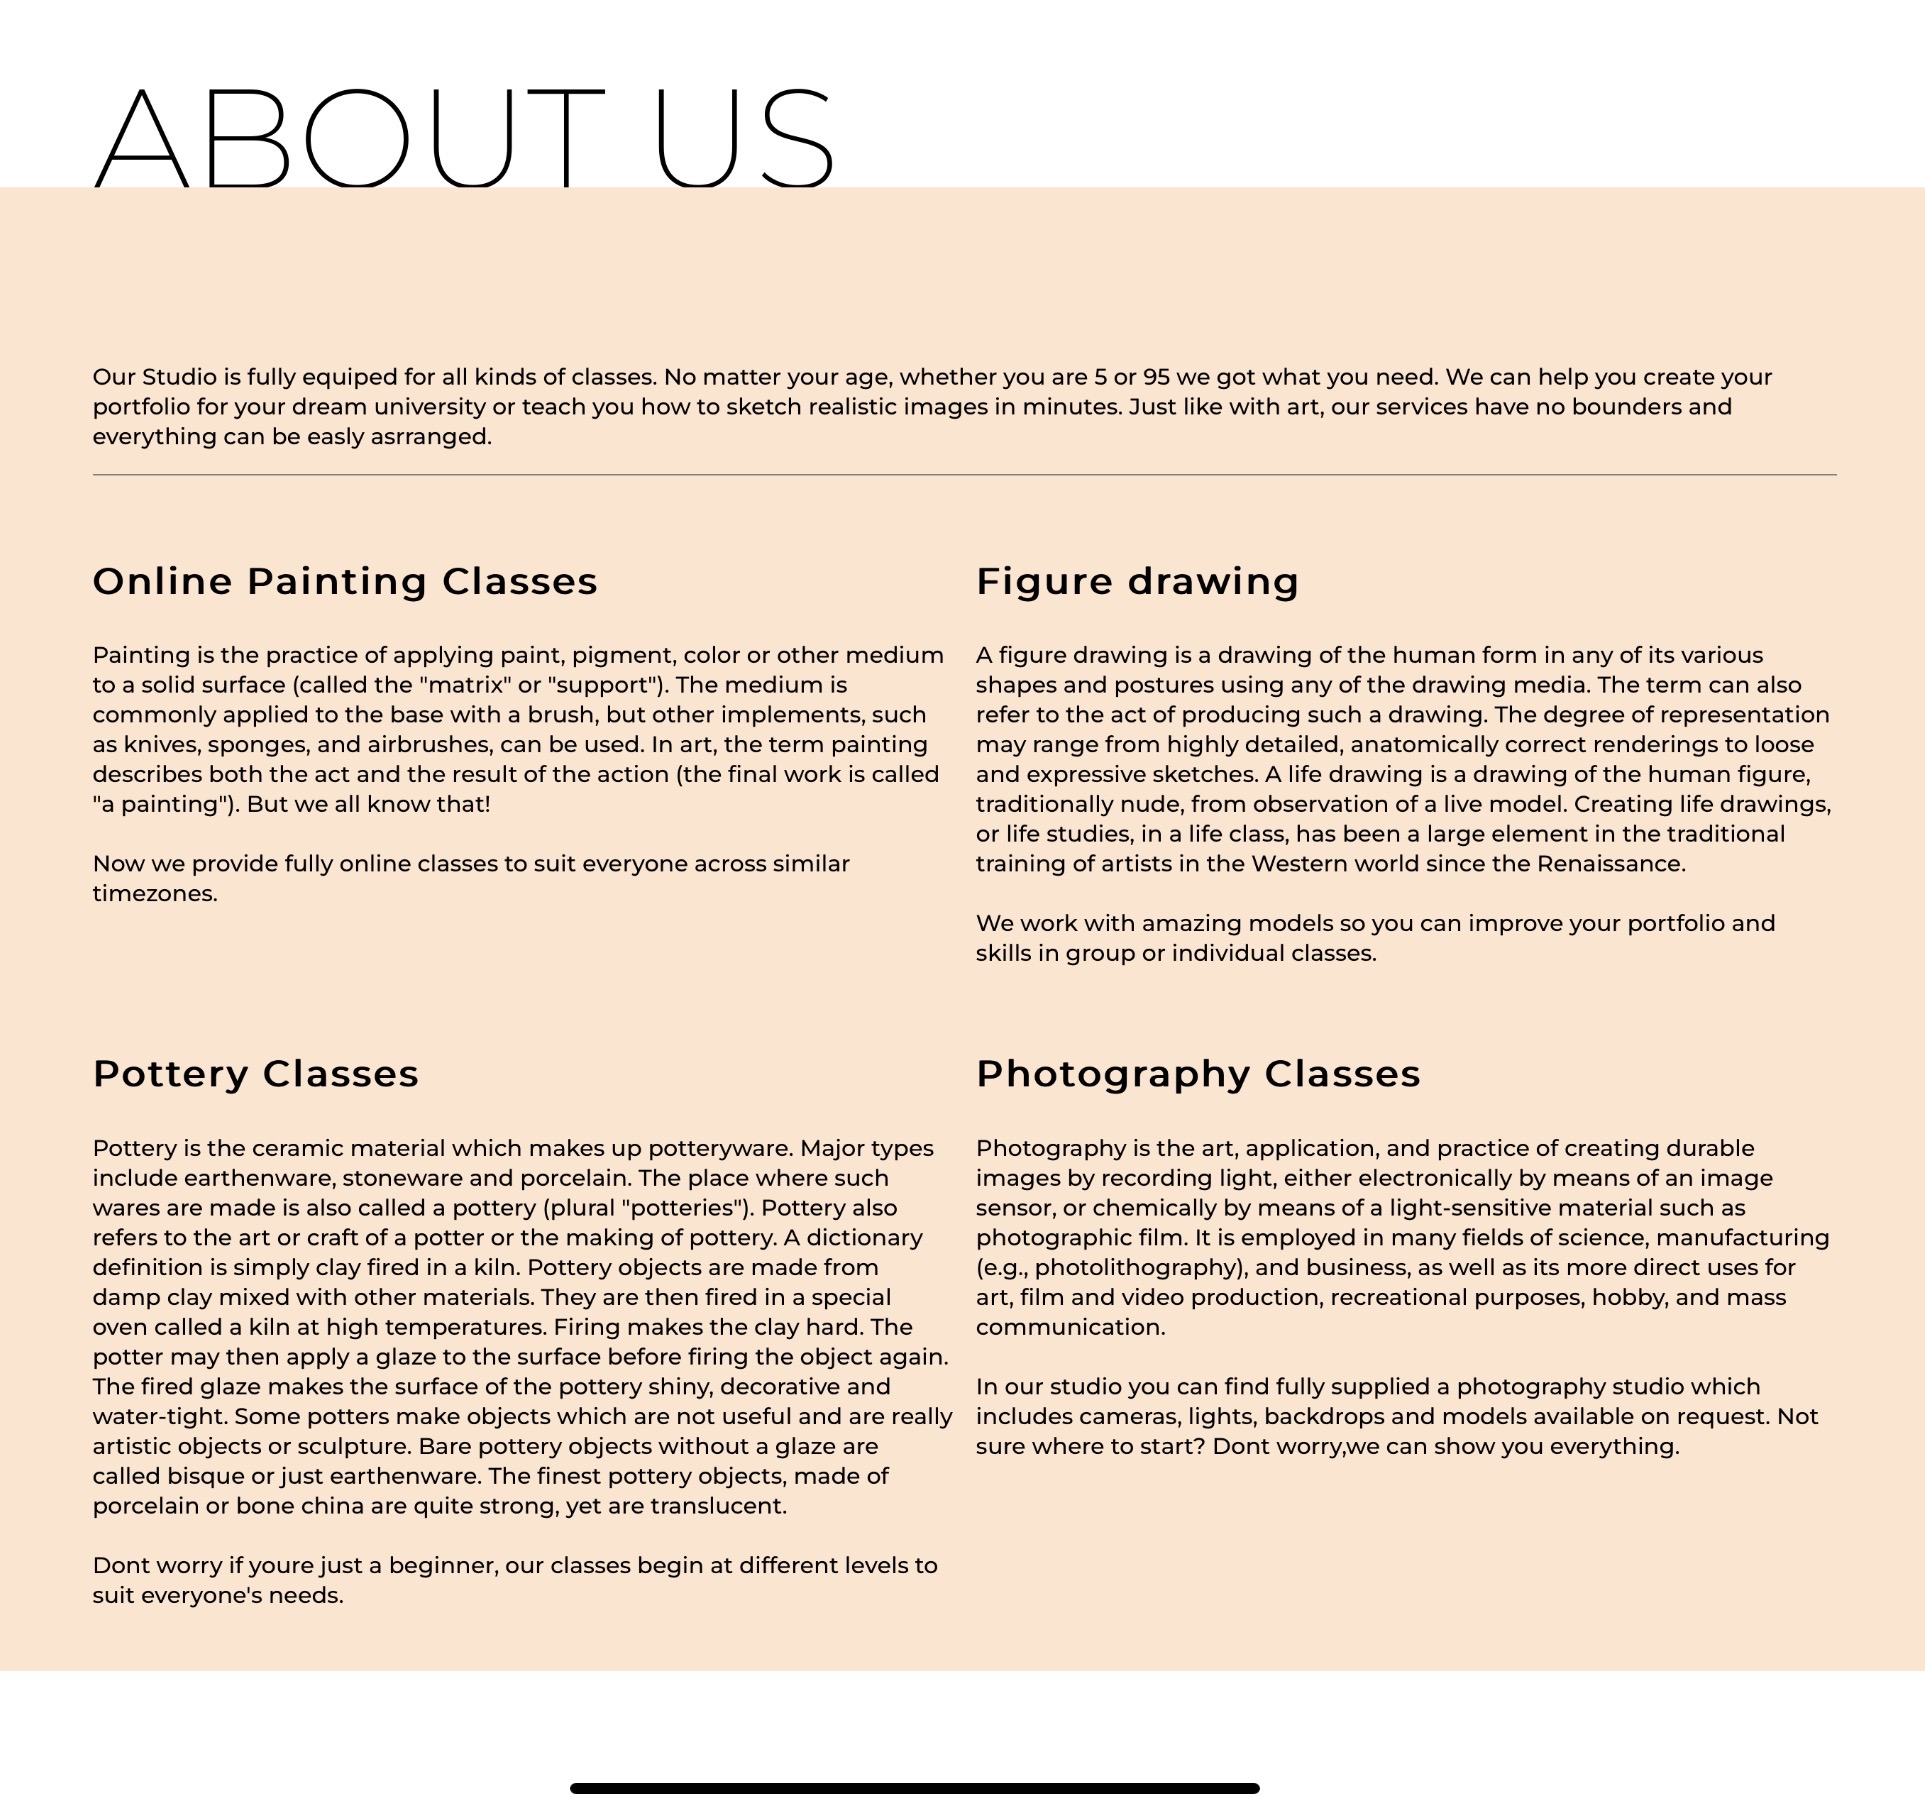 ABOUT US
Our Studio is fully equiped for all kinds of classes. No matter your age, whether you are 5 or 95 we got what you need. We can help you create your
portfolio for your dream university or teach you how to sketch realistic images in minutes. Just like with art, our services have no bounders and
everything can be easly asrranged.
Online Painting Classes
Painting is the practice of applying paint, pigment, color or other medium
to a solid surface (called the "matrix" or "support"). The medium is
commonly applied to the base with a brush, but other implements, such
as knives, sponges, and airbrushes, can be used. In art, the term painting
describes both the act and the result of the action (the final work is called
"a painting"). But we all know that!
Now we provide fully online classes to suit everyone across similar
timezones.
Figure drawing
A figure drawing is a drawing of the human form in any of its various
shapes and postures using any of the drawing media. The term can also
refer to the act of producing such a drawing. The degree of representation
may range from highly detailed, anatomically correct renderings to loose
and expressive sketches. A life drawing is a drawing of the human figure,
traditionally nude, from observation of a live model. Creating life drawings,
or life studies, in a life class, has been a large element in the traditional
training of artists in the Western world since the Renaissance.
We work with amazing models so you can improve your portfolio and
skills in group or individual classes.
Pottery Classes
Pottery is the ceramic material which makes up potteryware. Major types
include earthenware, stoneware and porcelain. The place where such
wares are made is also called a pottery (plural "potteries"). Pottery also
refers to the art or craft of a potter or the making of pottery. A dictionary
definition is simply clay fired in a kiln. Pottery objects are made from
damp clay mixed with other materials. They are then fired in a special
oven called a kiln at high temperatures. Firing makes the clay hard. The
potter may then apply a glaze to the surface before firing the object again.
The fired glaze makes the surface of the pottery shiny, decorative and
water-tight. Some potters make objects which are not useful and are really
artistic objects or sculpture. Bare pottery objects without a glaze are
called bisque or just earthenware. The finest pottery objects, made of
porcelain or bone china are quite strong, yet are translucent.
Dont worry if youre just a beginner, our classes begin at different levels to
suit everyone's needs.
Photography Classes
Photography is the art, application, and practice of creating durable
images by recording light, either electronically by means of an image
sensor, or chemically by means of a light-sensitive material such as
photographic film. It is employed in many fields of science, manufacturing
(e.g., photolithography), and business, as well as its more direct uses for
art, film and video production, recreational purposes, hobby, and mass
communication.
In our studio you can find fully supplied a photography studio which
includes cameras, lights, backdrops and models available on request. Not
sure where to start? Dont worry,we can show you everything.